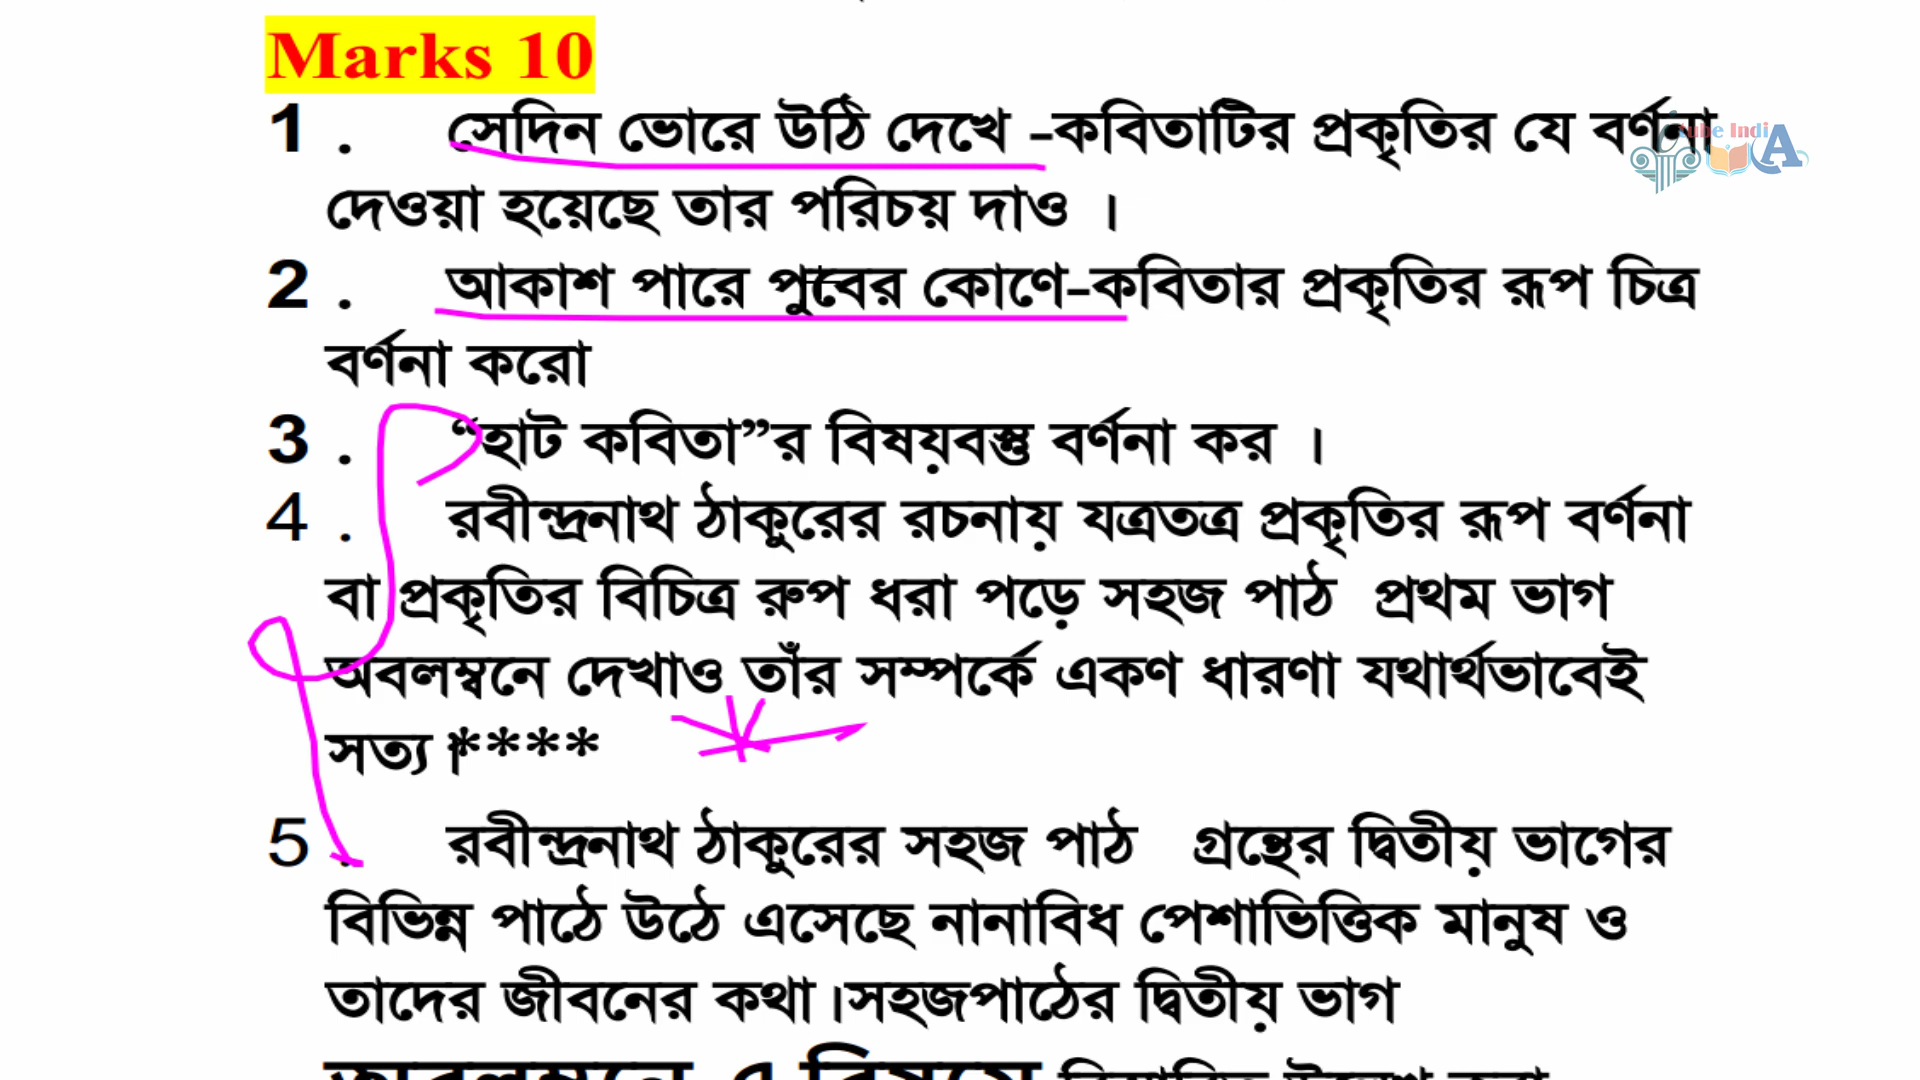 Marks 10
1 . সেদিন ভোরে উঠি দেখে -কবিতাটির প্রকৃতির যে বর্ণনা
দেওয়া হয়েছে তার পরিচয় দাও ।
2 . আকাশ পারে পুবের কোণে-কবিতার প্রকৃতির রূপ চিত্র
বর্ণনা করো
3 . “হাট কবিতা”র বিষয়বস্তু বর্ণনা কর ।
4 . রবীন্দ্রনাথ ঠাকুরের রচনায় যত্রতত্র প্রকৃতির রূপ বর্ণনা
বা প্রকৃতির বিচিত্র রুপ ধরা পড়ে সহজ পাঠ প্রথম ভাগ
অবলম্বনে দেখাও তাঁর সম্পর্কে একণ ধারণা যথার্থভাবেই
সত্য ।****
5 . রবীন্দ্রনাথ ঠাকুরের সহজ পাঠ গ্রন্থের দ্বিতীয় ভাগের
বিভিন্ন পাঠে উঠে এসেছে নানাবিধ পেশাভিত্তিক মানুষ ও
তাদের জীবনের কথা ।সহজপাঠের দ্বিতীয় ভাগ